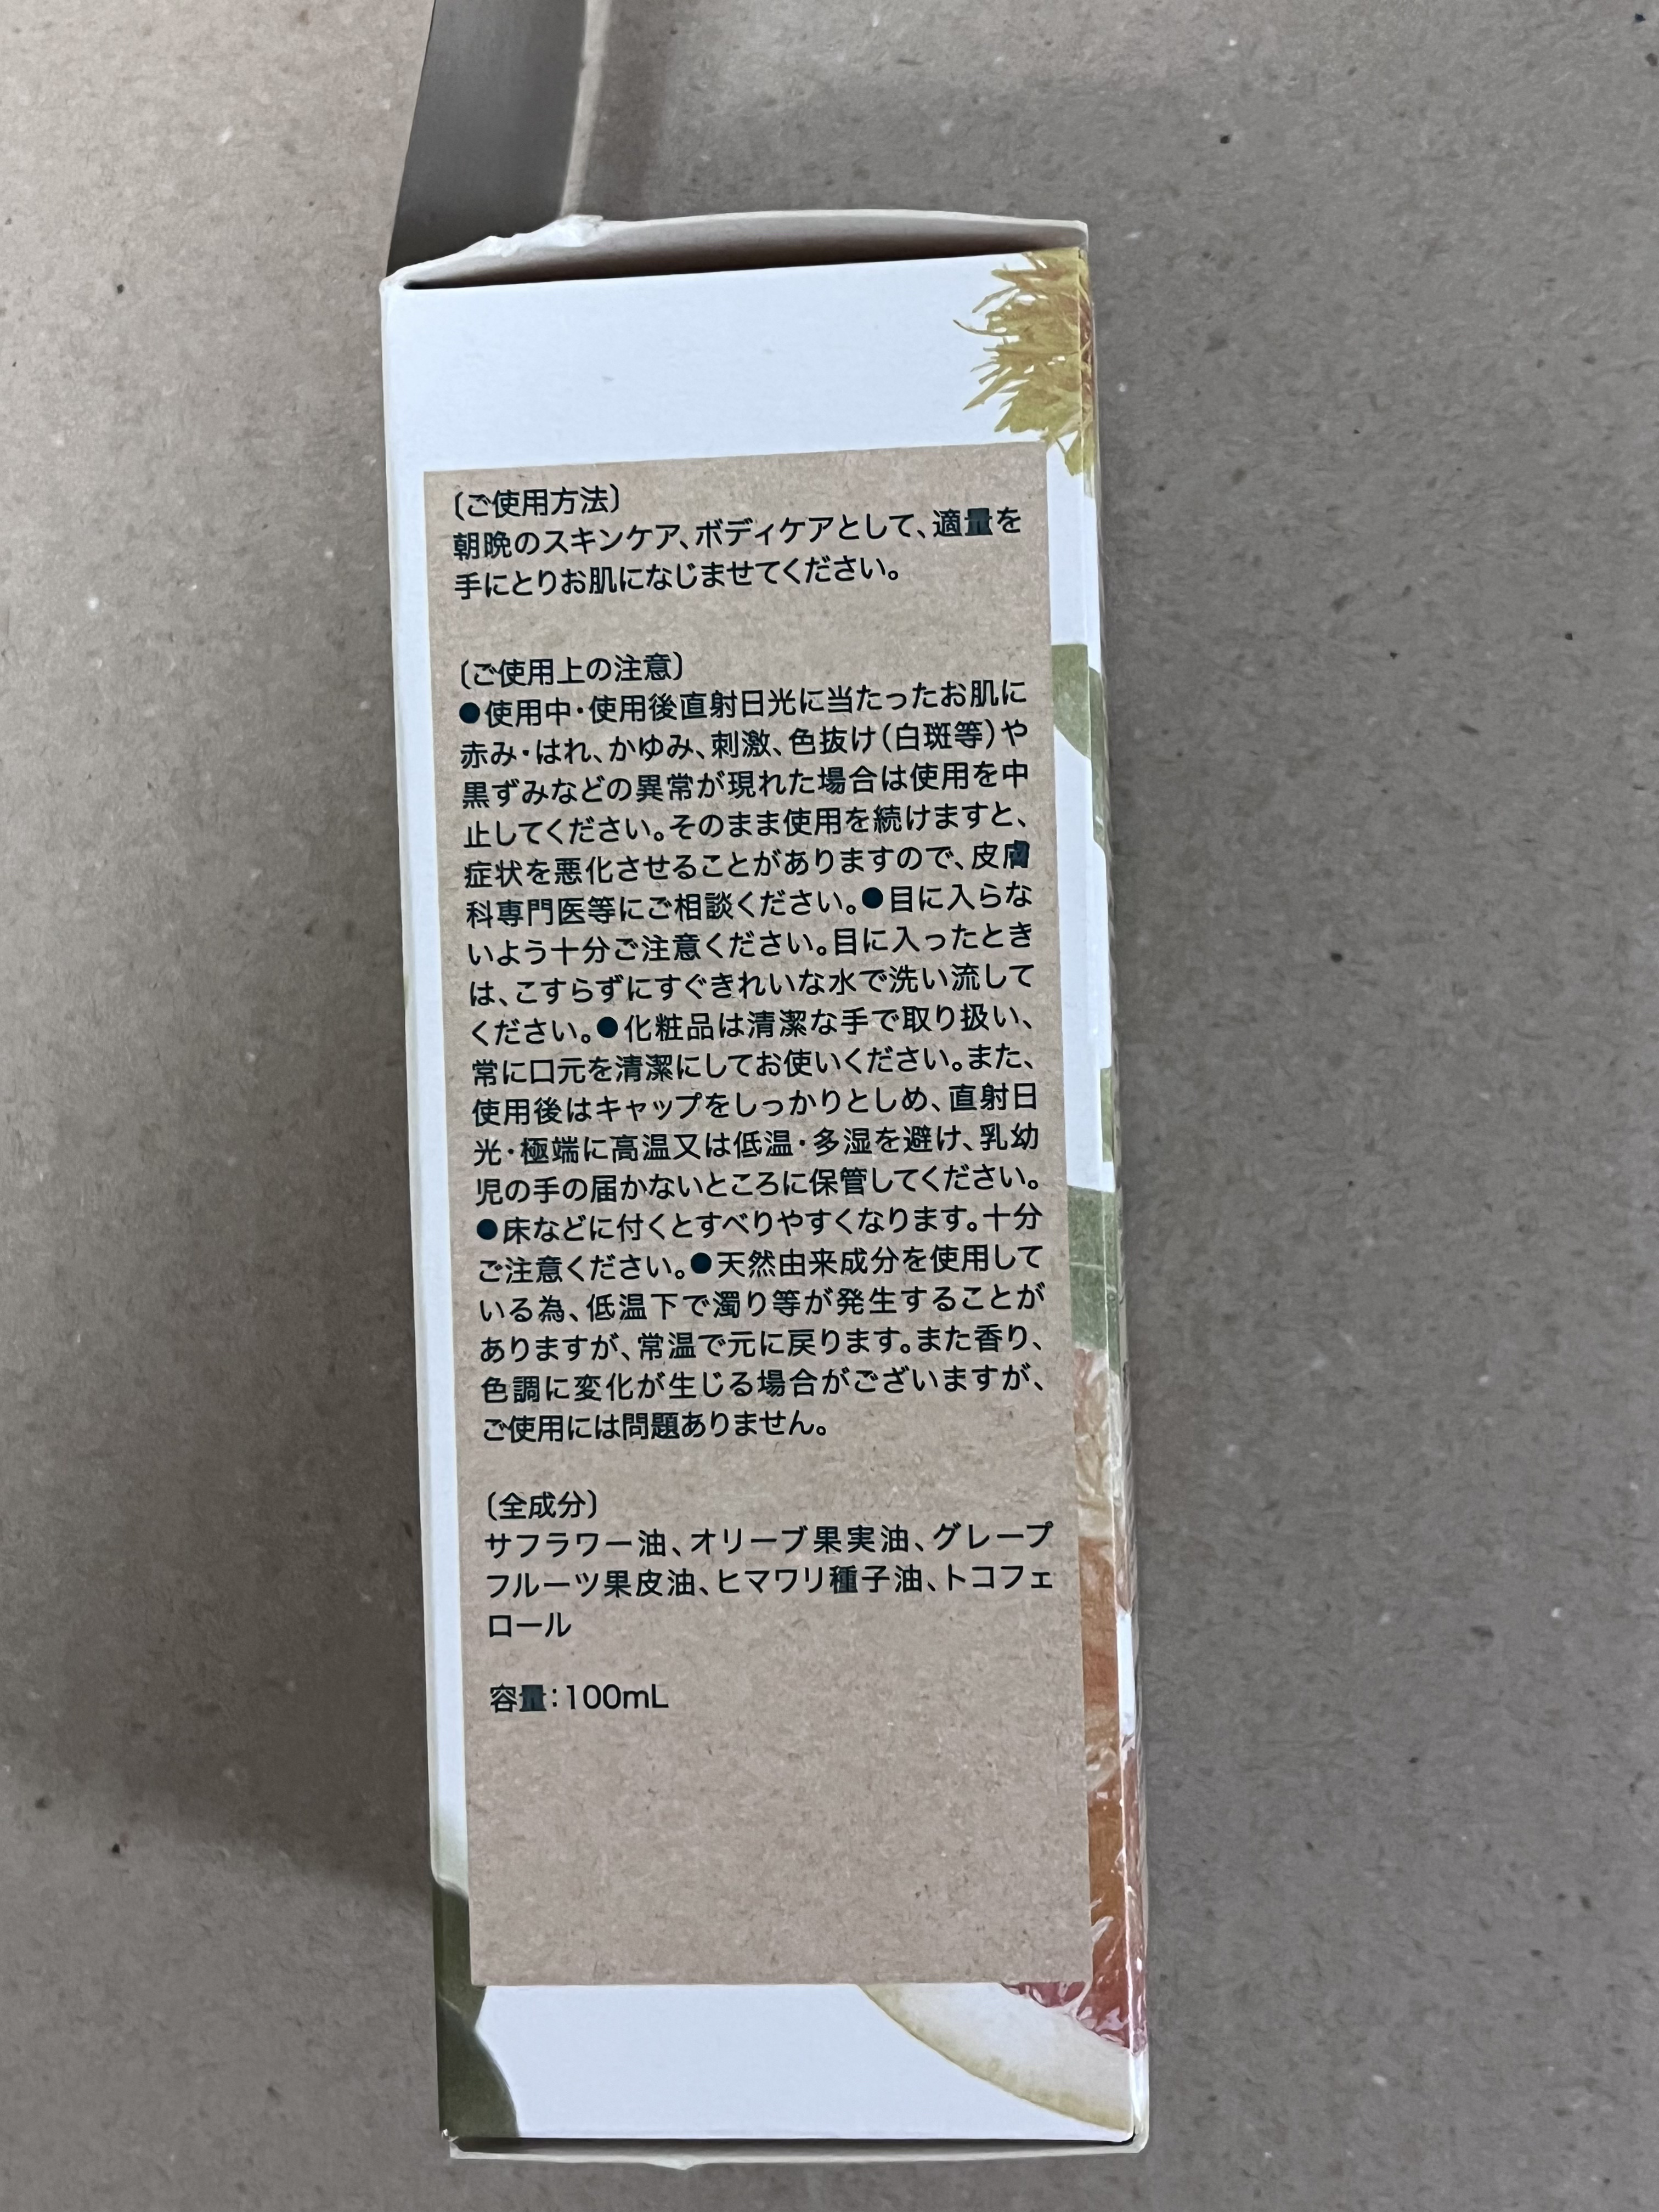 〔ご使用方法〕
朝晩のスキンケア、ボディケアとして、適量を
手にとりお肌になじませてください。
〔ご使用上の注意〕
●使用中・使用後直射日光に当たったお肌に
赤み・はれ、かゆみ、刺激、色抜け(白斑等)や
黒ずみなどの異常が現れた場合は使用を中
止してください。そのまま使用を続けますと、
症状を悪化させることがありますので、皮膚
科専門医等にご相談ください。●目に入らな
いよう十分ご注意ください。目に入ったとき
は、こすらずにすぐきれいな水で洗い流して
ください。●化粧品は清潔な手で取り扱い、
常に口元を清潔にしてお使いください。また、
使用後はキャップをしっかりとしめ、直射日
光・極端に高温又は低温・多湿を避け、乳幼
児の手の届かないところに保管してください。
●床などに付くとすべりやすくなります。十分
ご注意ください。●天然由来成分を使用して
いる為、低温下で濁り等が発生することが
ありますが、常温で元に戻ります。また香り、
色調に変化が生じる場合がございますが、
ご使用には問題ありません。
〔全成分〕
サフラワー油、オリーブ果実油、グレープ
フルーツ果皮油、ヒマワリ種子油、トコフェ
ロール
容量：100mL